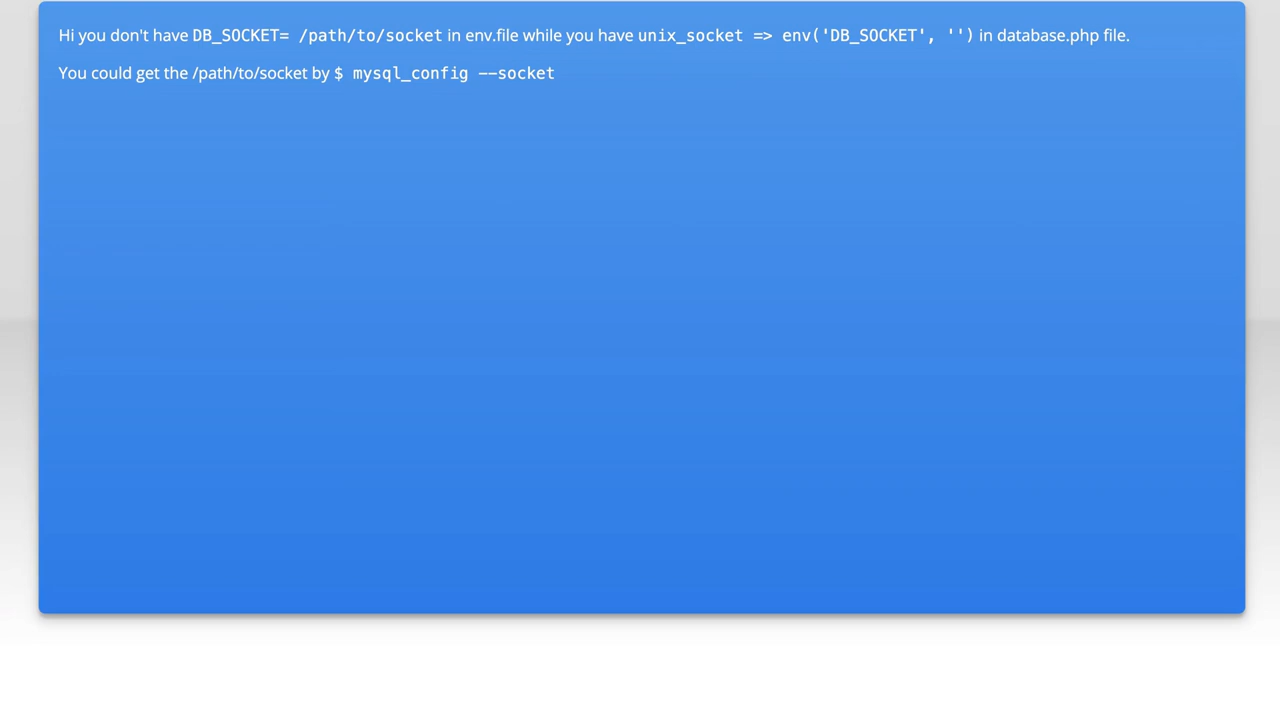 Hi you don't have DB_SOCKET= /path/to/socket in env.file while you have unix_socket => env('DB_SOCKET', '') in database.php file.
You could get the /path/to/socket by $ mysql_config --socket